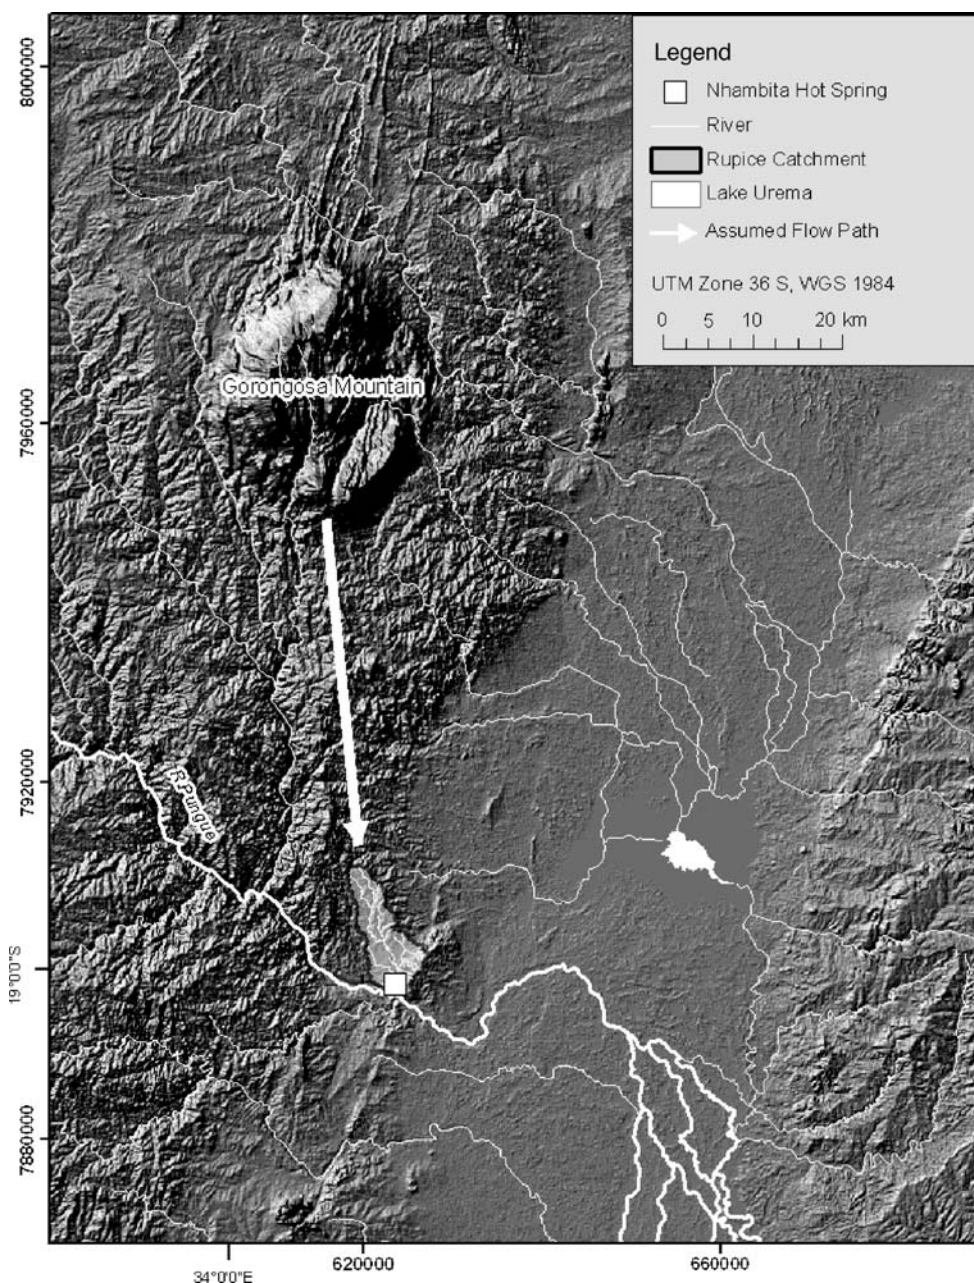 Legend
Nhambita Hot Spring
River
Rupice Catchment
Lake Urema
Assumed Flow Path
UTM Zone 36 S, WGS 1984
0 5 10 20 km
8000000
Gorongosa Mountain
7960000
7920000
R Pungue
19°0'0"S
7880000
34°0'0"E
620000
660000